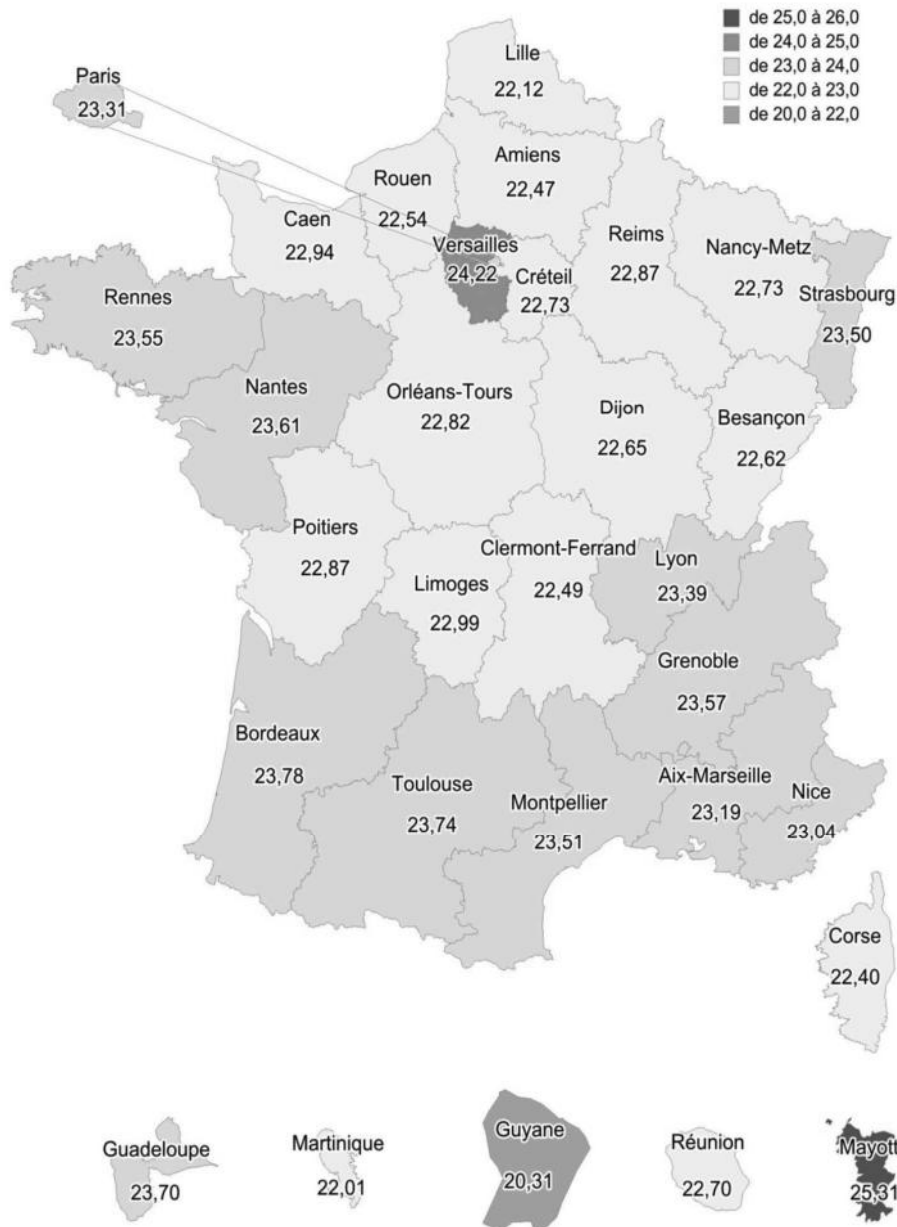 de 25,0 à 26,0
de 24,0 à 25,0
de 23,0 à 24,0
de 22,0 à 23,0
de 20,0 à 22,0
Lille
22,12
Paris
23,31
Amiens
22,47
Rouen
22,54
Caen
22,94
Versailles
24,22
Créteil
22,73
Reims
22,87
Nancy-Metz
22,73
Strasbourg
23,50
Rennes
23,55
Nantes
23,61
Orléans-Tours
22,82
Dijon
22,65
Besançon
22,62
Poitiers
22,87
Limoges
22,99
Clermont-Ferrand
22,49
Lyon
23,39
Grenoble
23,57
Bordeaux
23,78
Toulouse
23,74
Montpellier
23,51
Aix-Marseille
23,19
Nice
23,04
Corse
22,40
Guadeloupe
23,70
Martinique
22,01
Guyane
20,31
Réunion
22,70
Mayott
25,31